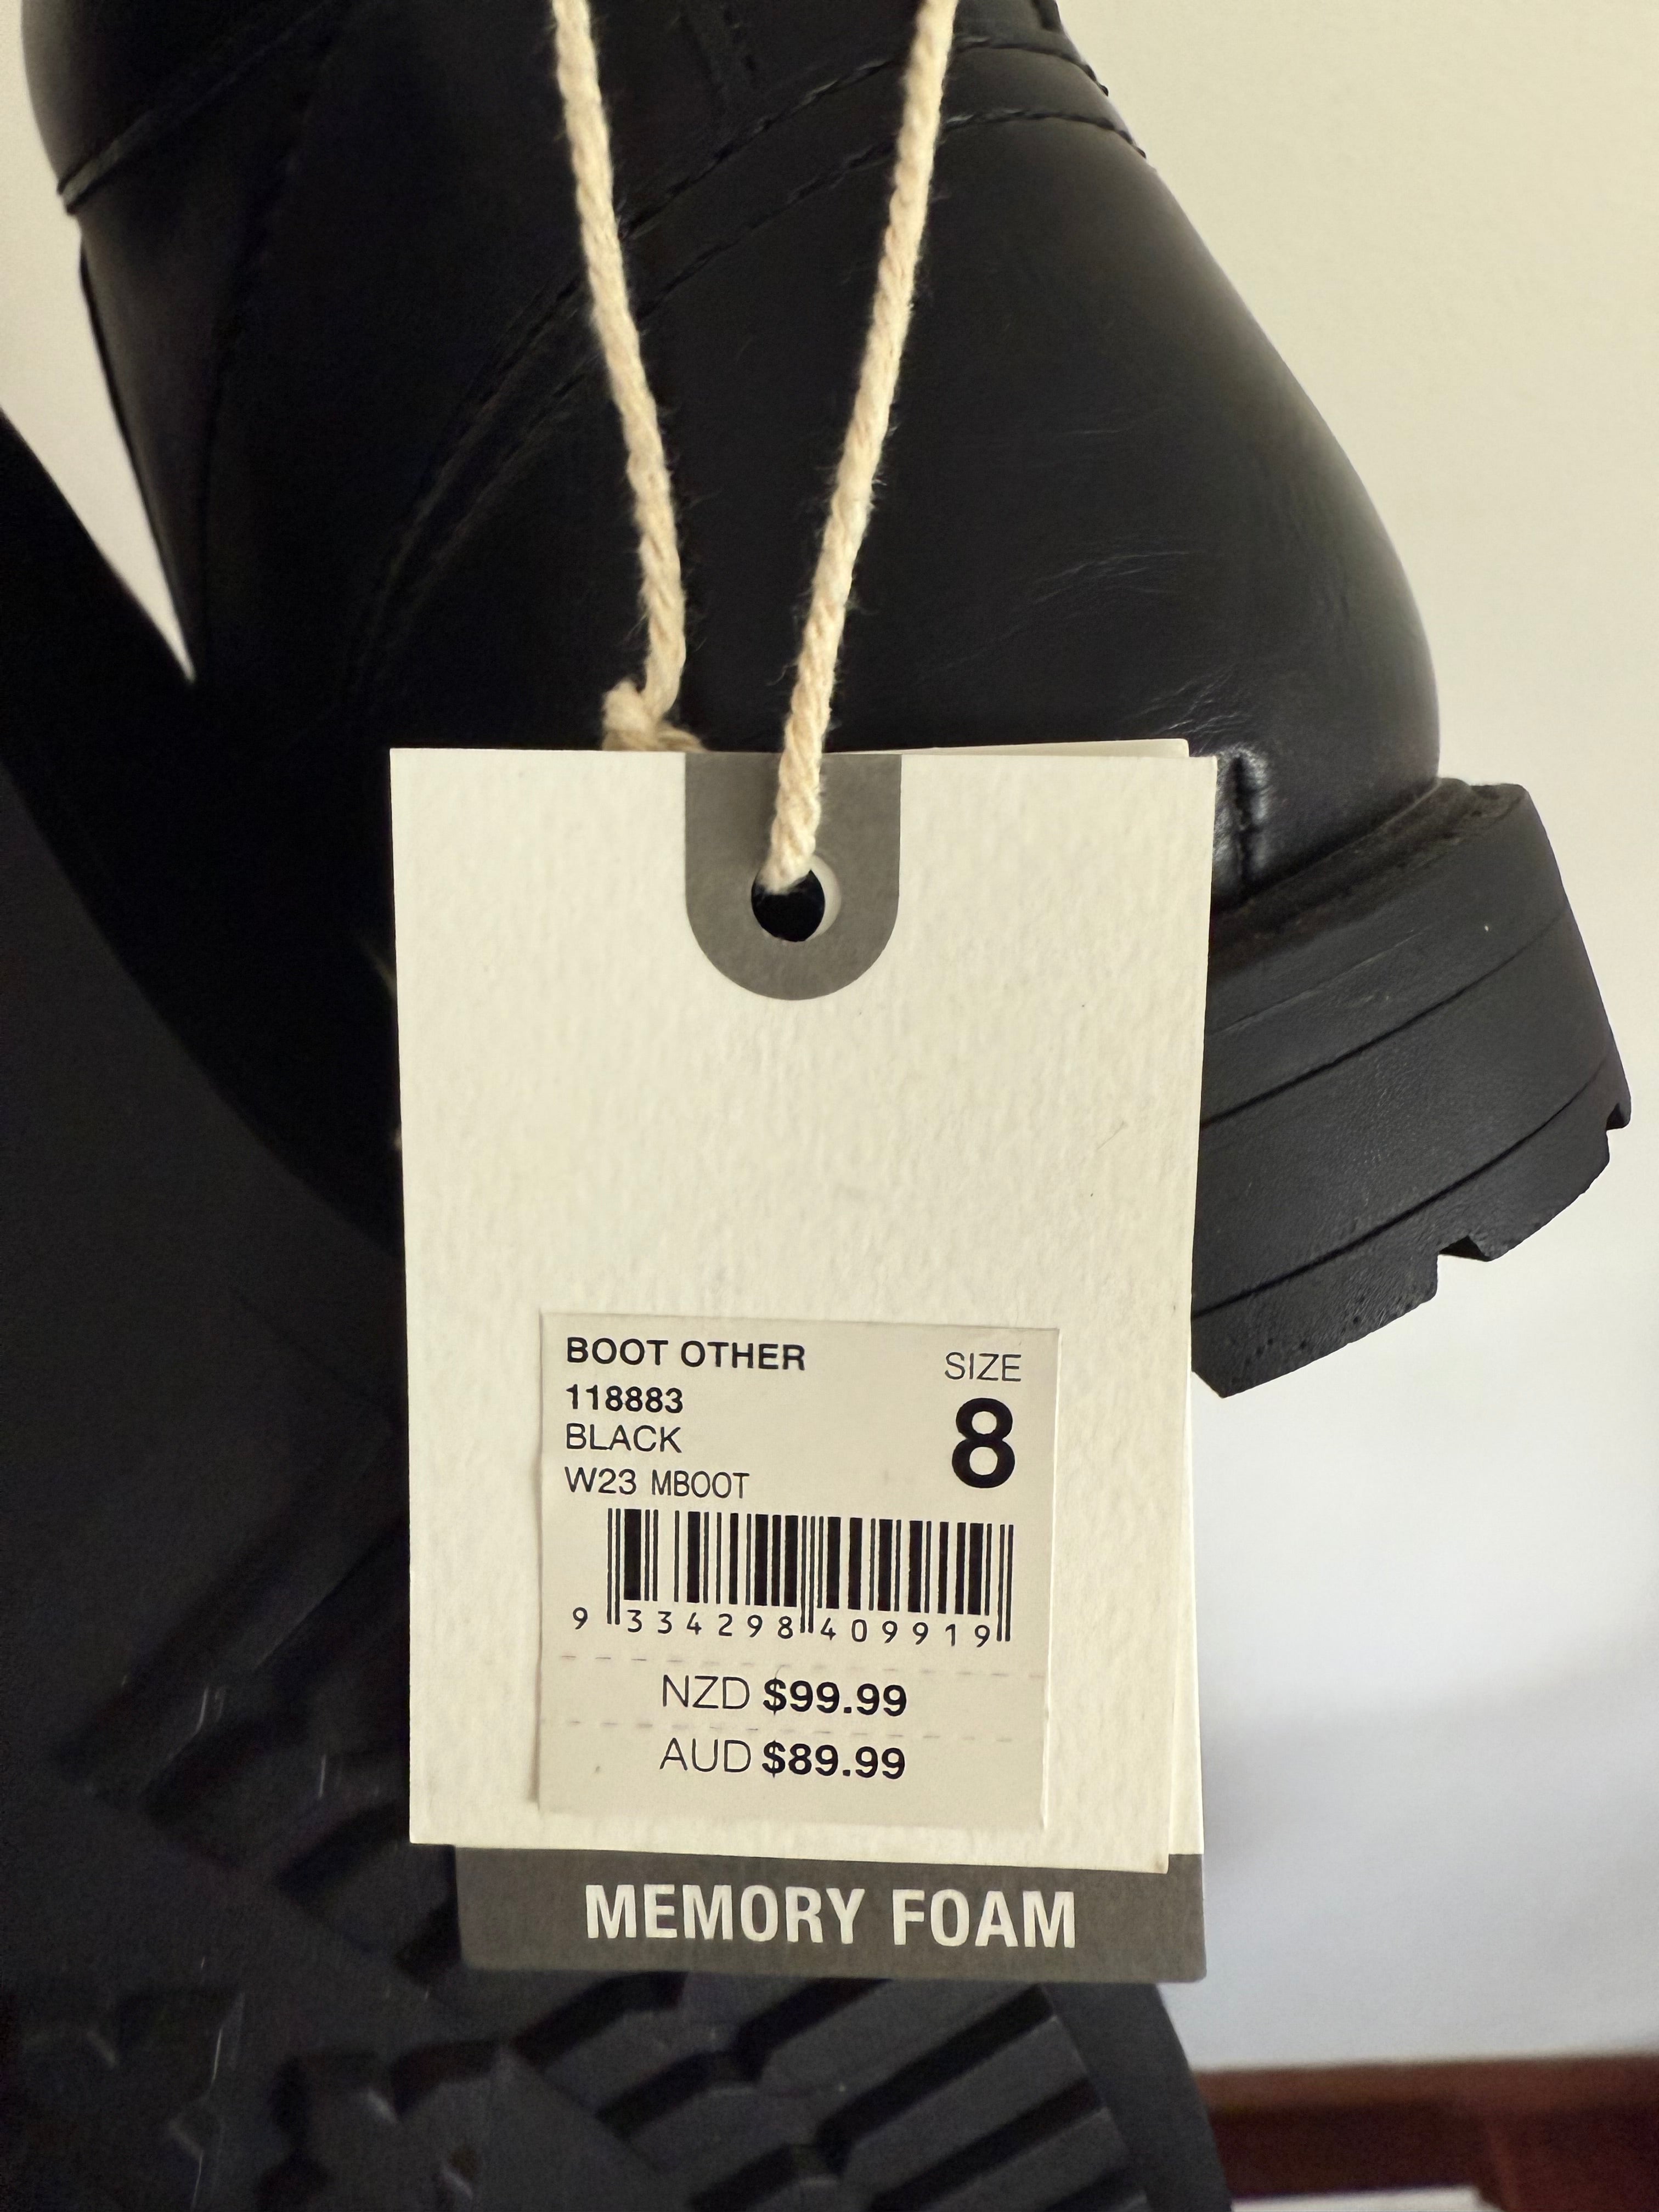 BOOT OTHER
SIZE
118883
8
BLACK
W23 MBOOT
9 334298 409919
NZD $99.99
AUD $89.99
MEMORY FOAM